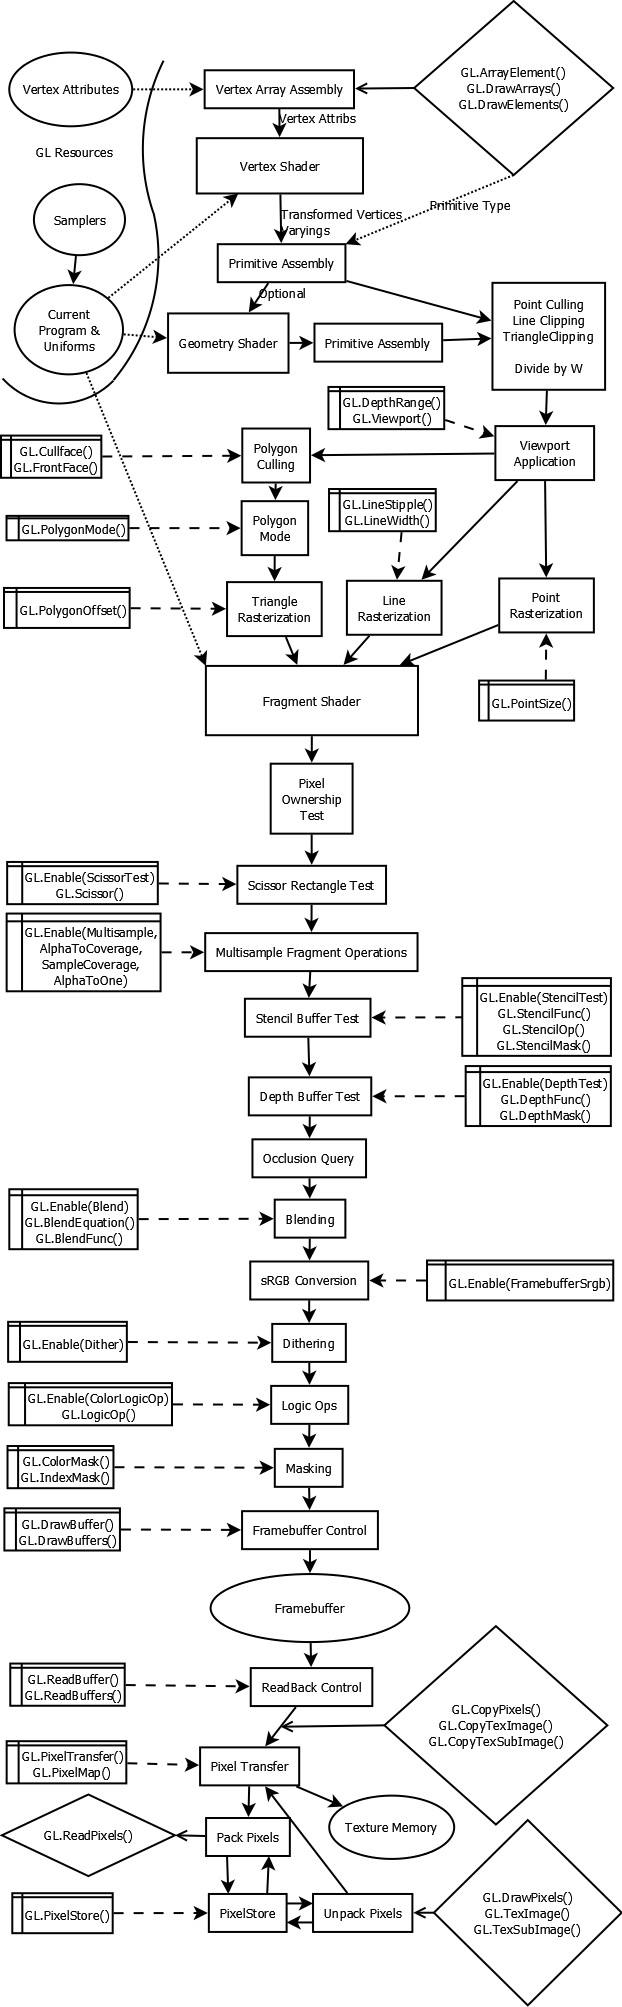 GL.ArrayElement()
GL.DrawArrays()
GL.DrawElements()
Vertex Attributes
Vertex Array Assembly
Vertex Attribs
GL Resources
Vertex Shader
Samplers
Transformed Vertices
Varyings
Primitive Type
Primitive Assembly
Optional
Current
Program &
Uniforms
Geometry Shader
Primitive Assembly
Point Culling
Line Clipping
TriangleClipping
Divide by W
GL.DepthRange()
GL.Viewport()
GL.Cullface()
GL.FrontFace()
Polygon
Culling
Viewport
Application
GL.PolygonMode()
Polygon
Mode
GL.LineStipple()
GL.LineWidth()
GL.PolygonOffset()
Triangle
Rasterization
Line
Rasterization
Point
Rasterization
Fragment Shader
GL.PointSize()
Pixel
Ownership
Test
GL.Enable(ScissorTest)
GL.Scissor()
Scissor Rectangle Test
GL.Enable(Multisample,
AlphaToCoverage,
SampleCoverage,
AlphaToOne)
Multisample Fragment Operations
Stencil Buffer Test
GL.Enable(StencilTest)
GL.StencilFunc()
GL.StencilOp()
GL.StencilMask()
Depth Buffer Test
GL.Enable(DepthTest)
GL.DepthFunc()
GL.DepthMask()
Occlusion Query
GL.Enable(Blend)
GL.BlendEquation()
GL.BlendFunc()
Blending
sRGB Conversion
GL.Enable(FramebufferSrgb)
GL.Enable(Dither)
Dithering
GL.Enable(ColorLogicOp)
GL.LogicOp()
Logic Ops
GL.ColorMask()
GL.IndexMask()
Masking
GL.DrawBuffer()
GL.DrawBuffers()
Framebuffer Control
Framebuffer
GL.ReadBuffer()
GL.ReadBuffers()
ReadBack Control
GL.CopyPixels()
GL.CopyTexImage()
GL.CopyTexSubImage()
GL.PixelTransfer()
GL.PixelMap()
Pixel Transfer
Texture Memory
GL.ReadPixels()
Pack Pixels
GL.PixelStore()
PixelStore
Unpack Pixels
GL.DrawPixels()
GL.TexImage()
GL.TexSubImage()